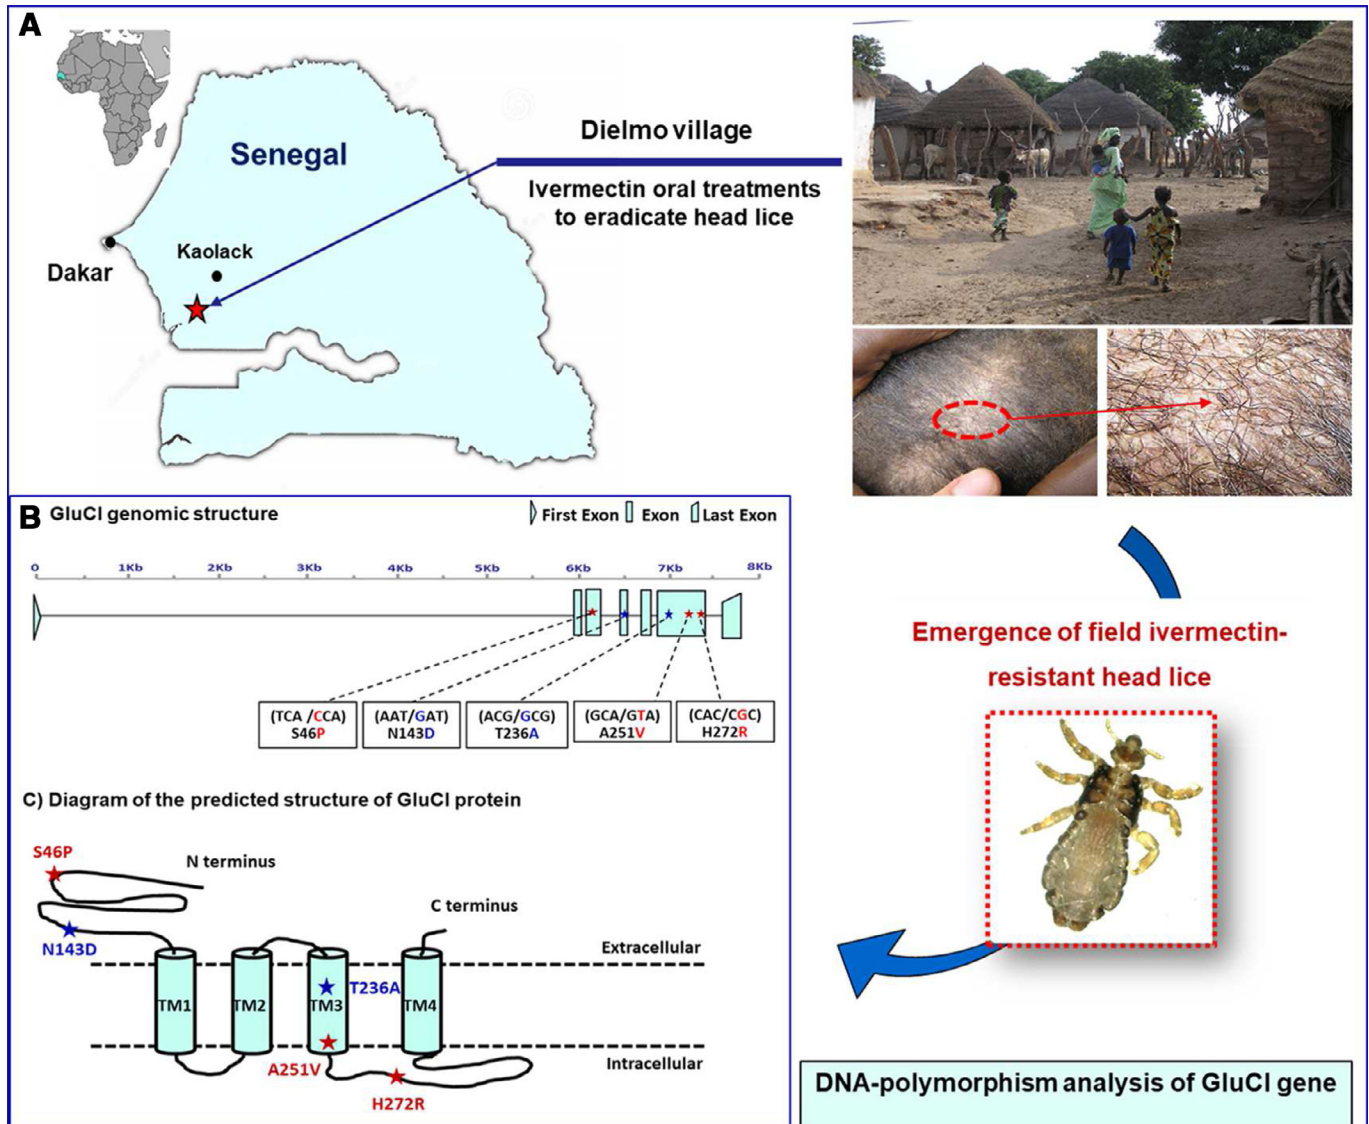 A
Senegal
Dielmo village
Ivermectin oral treatments
to eradicate head lice
Kaolack
Dakar
B GluCl genomic structure
First Exon Exon Last Exon
0 1Kb 2Kb 3Kb 4Kb 5Kb 6Kb 7Kb 8Kb
(TCA /CCA) (AAT/GAT) (ACG/GCG) (GCA/GTA) (CAC/CGC)
S46P N143D T236A A251V H272R
C) Diagram of the predicted structure of GluCl protein
S46P
N terminus
C terminus
N143D
Extracellular
T236A
TM1 TM2 TM3 TM4
Intracellular
A251V
H272R
Emergence of field ivermectin-
resistant head lice
DNA-polymorphism analysis of GluCl gene